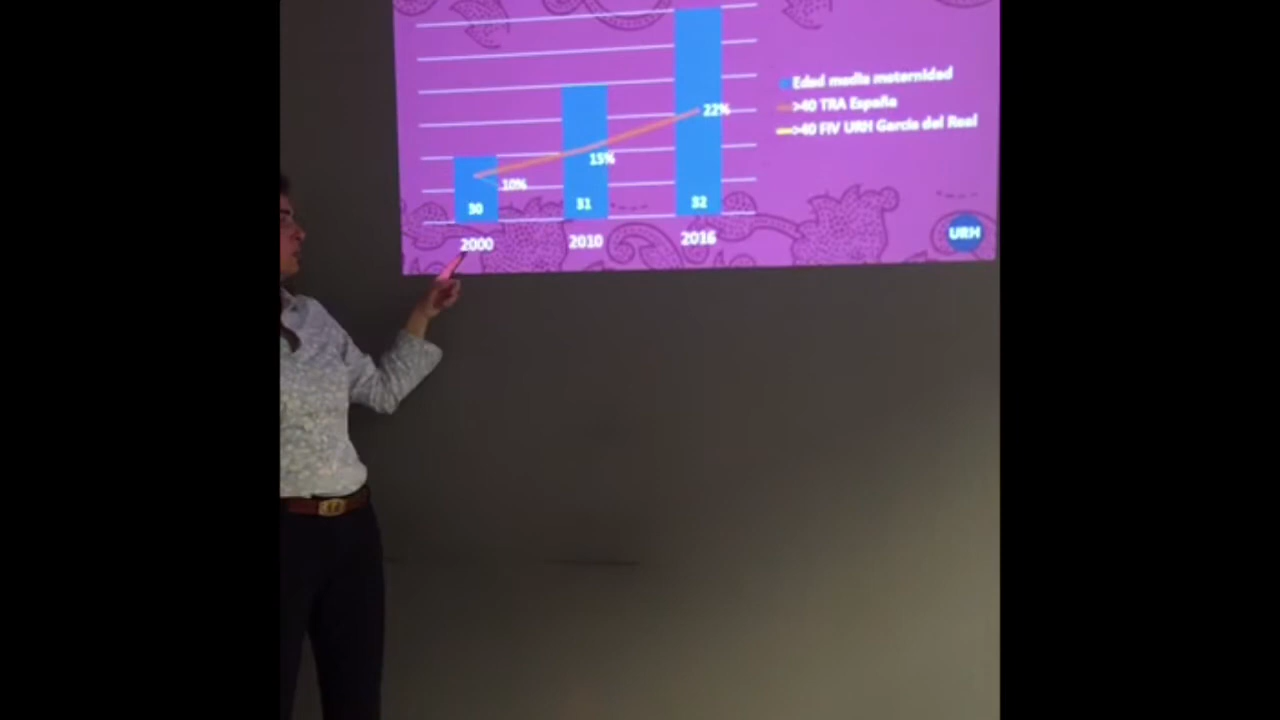 Edad media maternidad
>40 TRA España
>40 FIV URH García del Real
22%
15%
10%
30
31
32
2000
2010
2016
URH